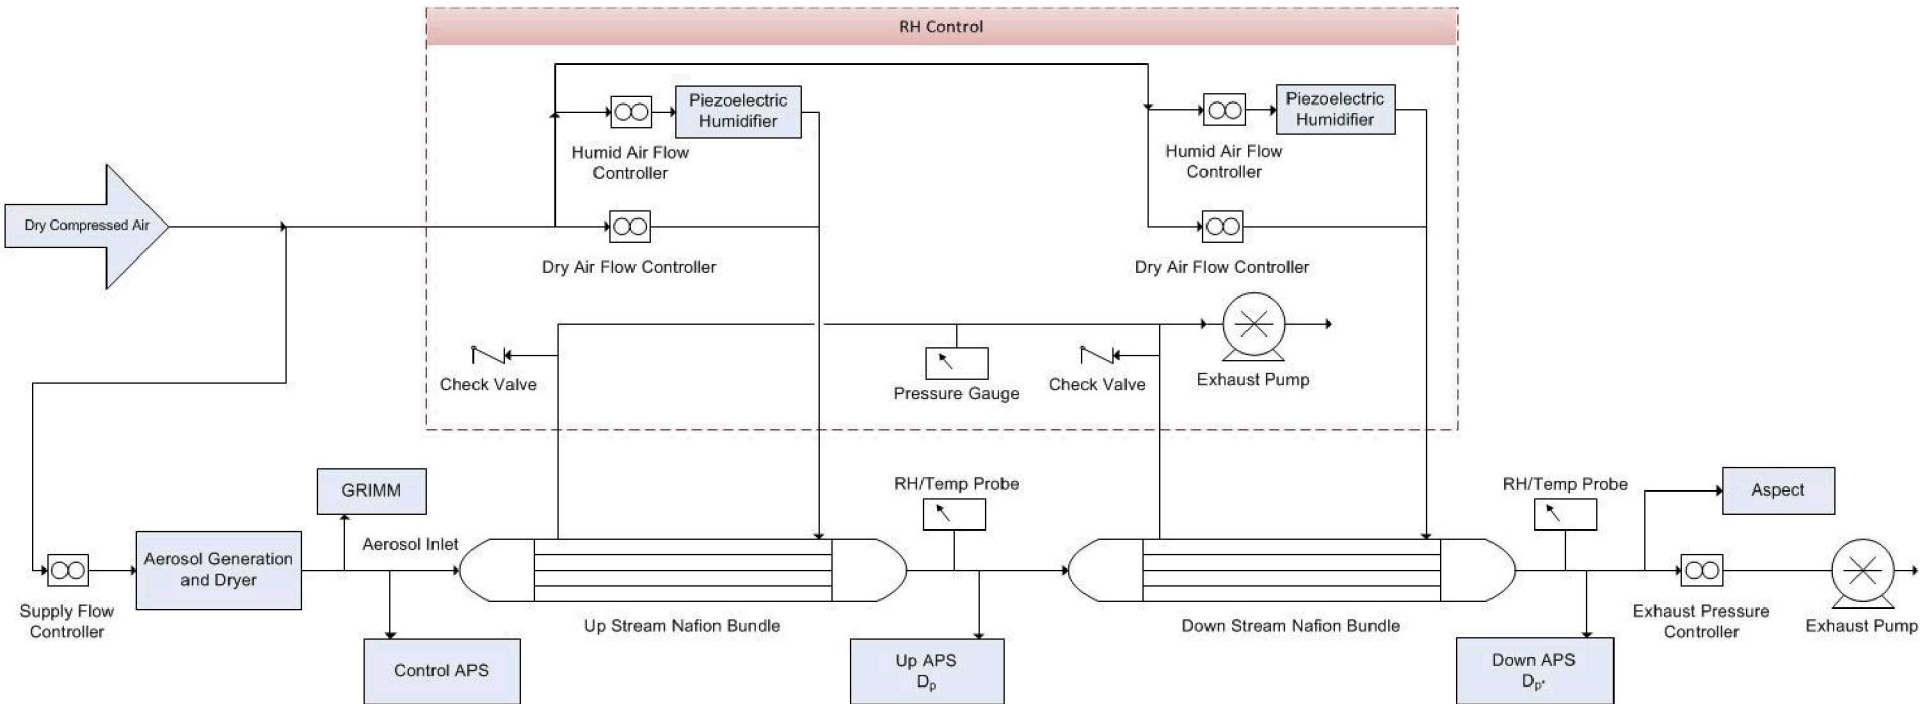 RH Control
Piezoelectric
Humidifier
Piezoelectric
Humidifier
Humid Air Flow
Controller
Humid Air Flow
Controller
Dry Compressed Air
Dry Air Flow Controller
Dry Air Flow Controller
Check Valve
Pressure Gauge
Check Valve
Exhaust Pump
GRIMM
RH/Temp Probe
RH/Temp Probe
Aspect
Aerosol Inlet
Aerosol Generation
and Dryer
Supply Flow
Controller
Up Stream Nafion Bundle
Down Stream Nafion Bundle
Exhaust Pressure
Controller
Exhaust Pump
Control APS
Up APS
Dp
Down APS
Dp*